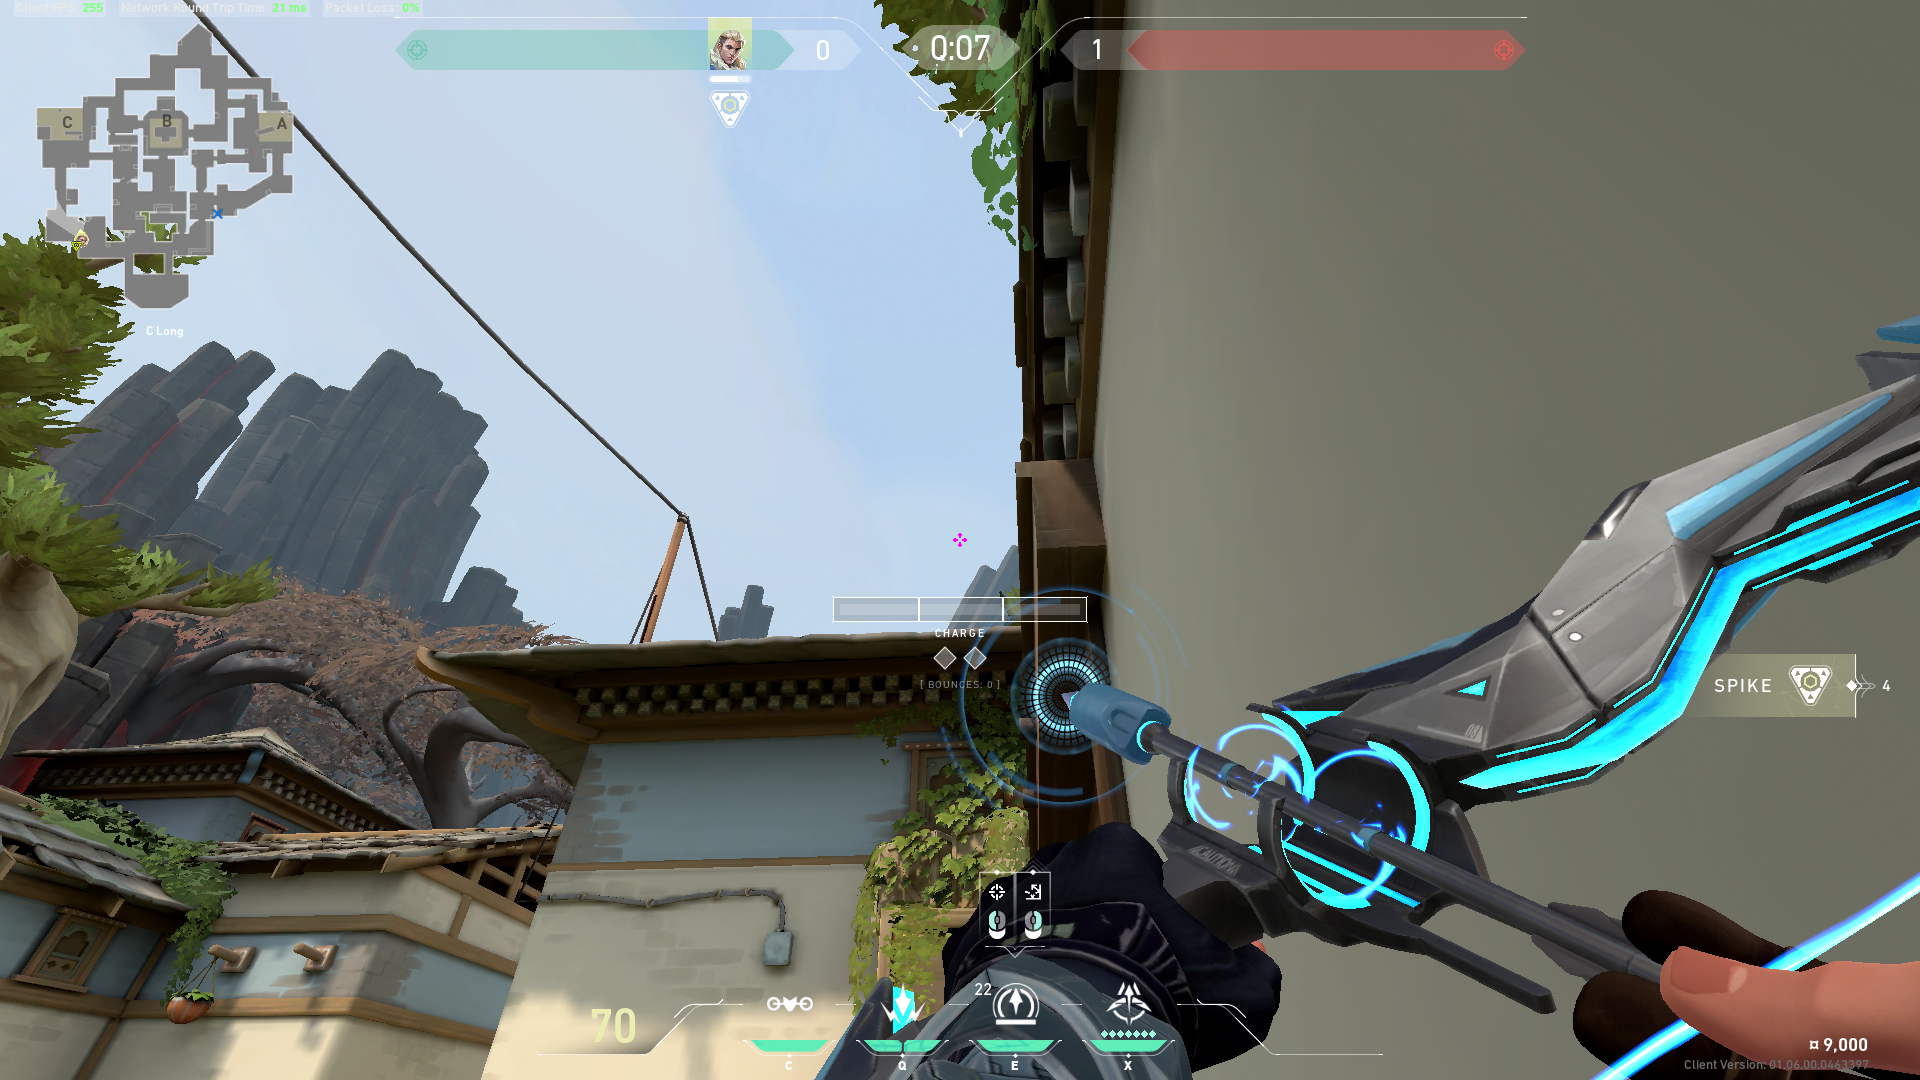 Client FPS: 255 Network Round Trip Time: 21 ms Packet Loss: 0%
0 0:07 1
C B A
C Long
CHARGE
[ BOUNCES: 0 ]
SPIKE 4
70
22
C Q E X
¤ 9,000
Client Version: 01.06.00.0463397